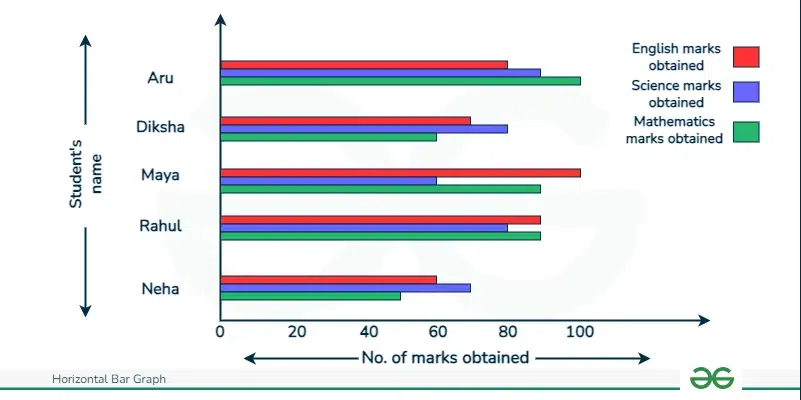 English marks
obtained
Science marks
obtained
Mathematics
marks obtained
Student's
name
Aru
Diksha
Maya
Rahul
Neha
0 20 40 60 80 100
No. of marks obtained
Horizontal Bar Graph